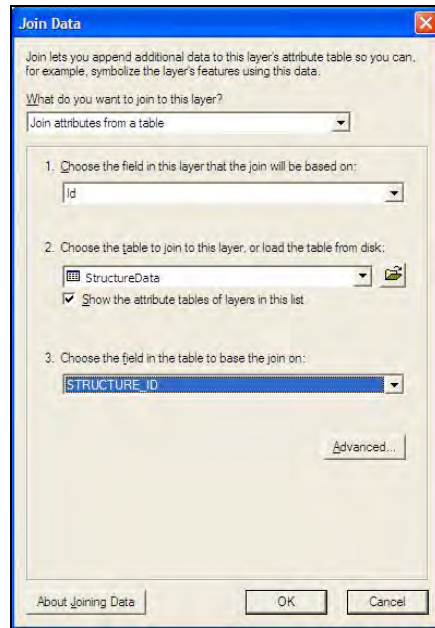 Join Data
Join lets you append additional data to this layer's attribute table so you can,
for example, symbolize the layer's features using this data.
What do you want to join to this layer?
Join attributes from a table
1. Choose the field in this layer that the join will be based on:
Id
2. Choose the table to join to this layer, or load the table from disk:
StructureData
Show the attribute tables of layers in this list
3. Choose the field in the table to base the join on:
STRUCTURE_ID
Advanced...
About Joining Data OK Cancel